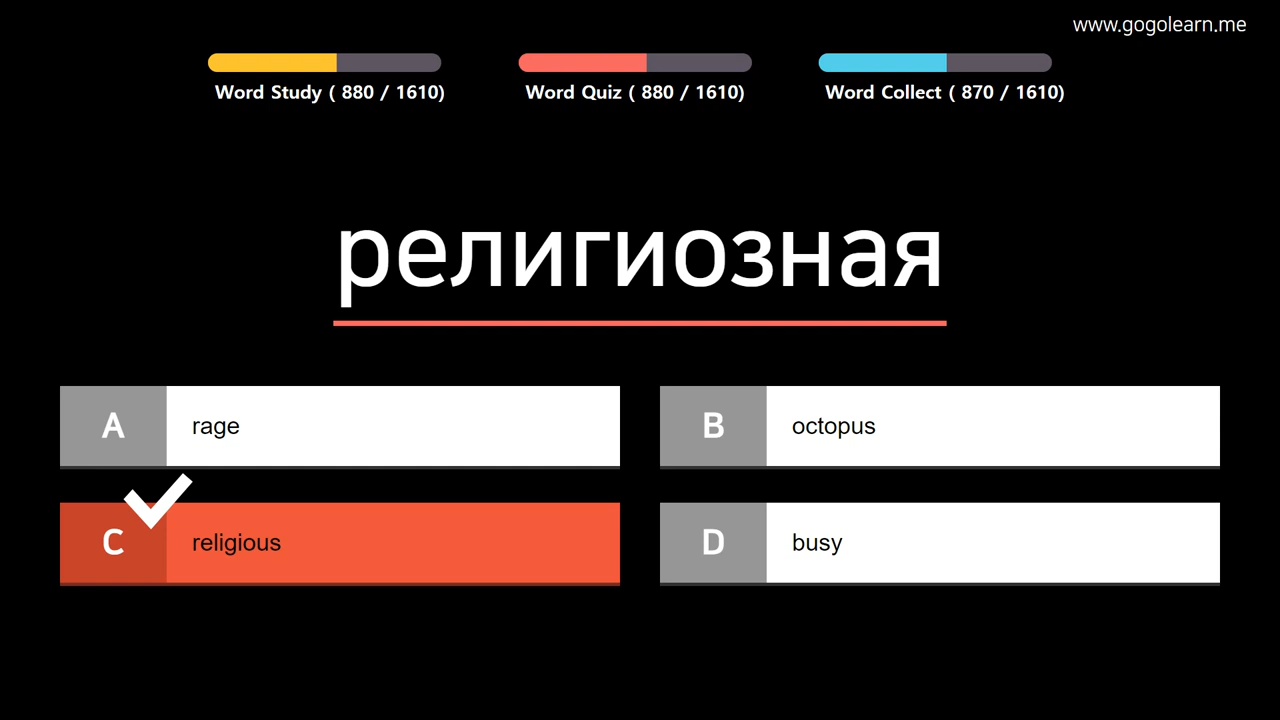 www.gogolearn.me
Word Study ( 880 / 1610)
Word Quiz ( 880 / 1610)
Word Collect ( 870 / 1610)
религиозная
A
rage
B
octopus
C
religious
D
busy